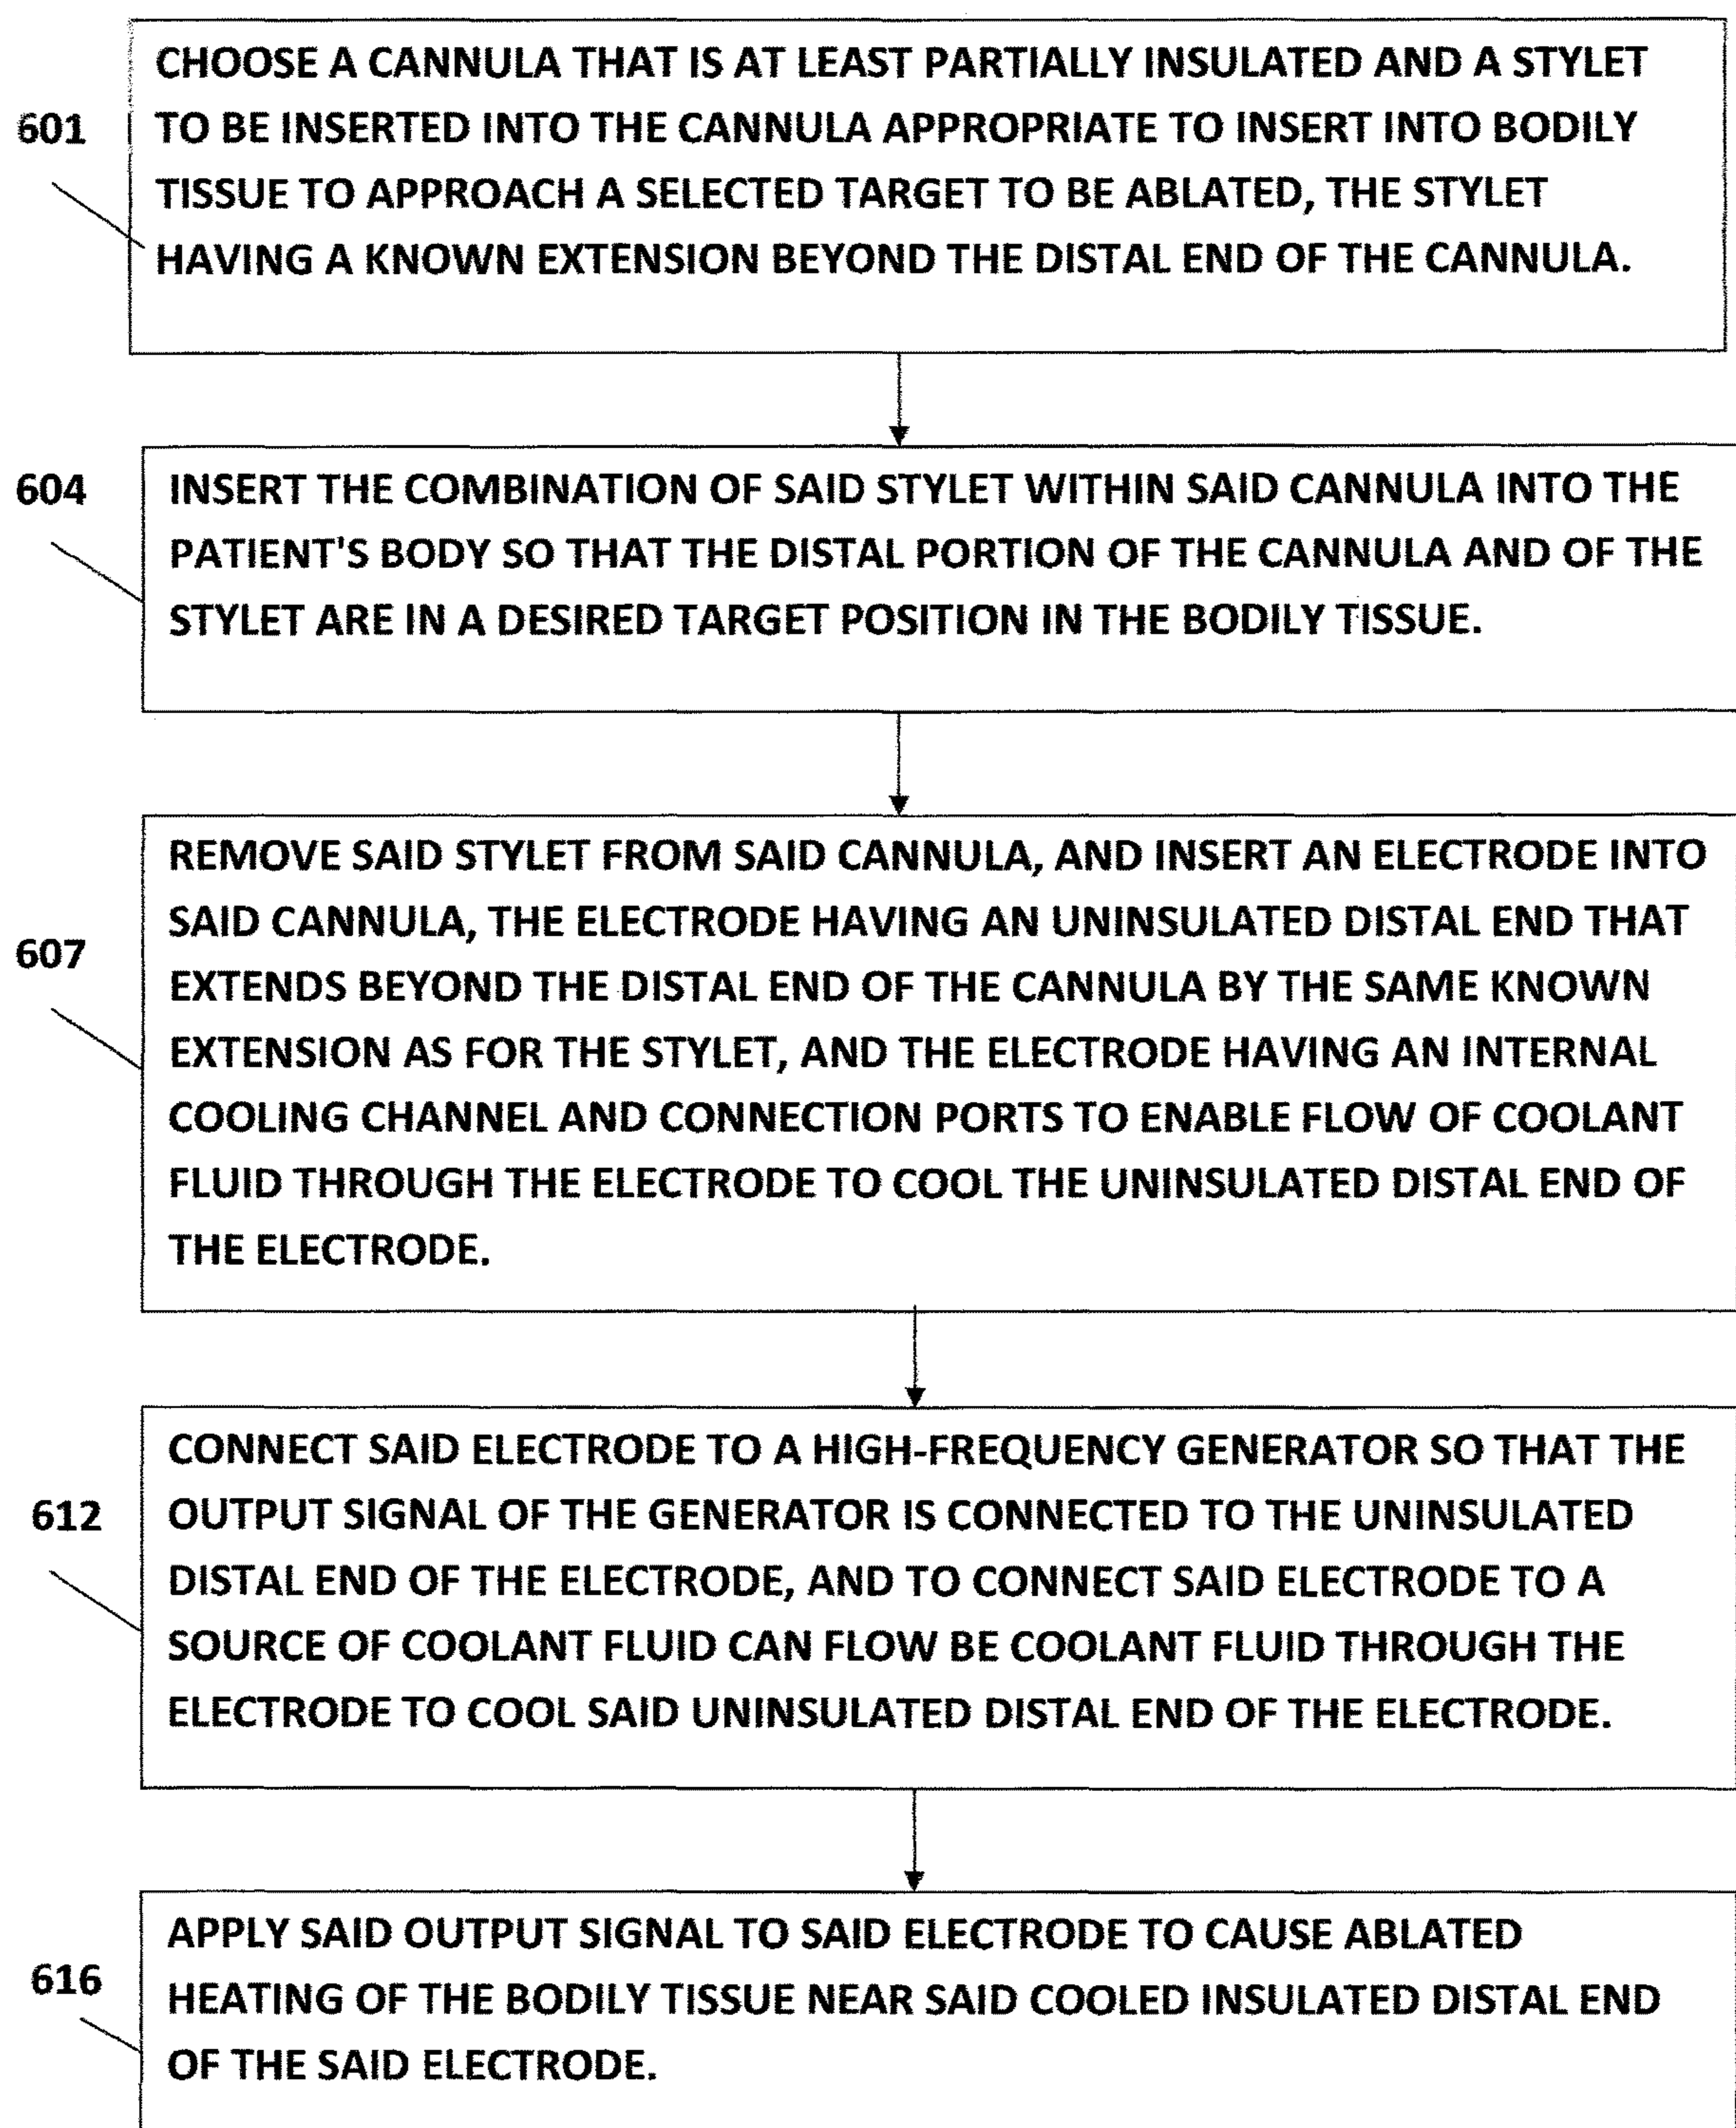 CHOOSE A CANNULA THAT IS AT LEAST PARTIALLY INSULATED AND A STYLET
601
TO BE INSERTED INTO THE CANNULA APPROPRIATE TO INSERT INTO BODILY
TISSUE TO APPROACH A SELECTED TARGET TO BE ABLATED, THE STYLET
HAVING A KNOWN EXTENSION BEYOND THE DISTAL END OF THE CANNULA.
604
INSERT THE COMBINATION OF SAID STYLET WITHIN SAID CANNULA INTO THE
PATIENT'S BODY SO THAT THE DISTAL PORTION OF THE CANNULA AND OF THE
STYLET ARE IN A DESIRED TARGET POSITION IN THE BODILY TISSUE.
REMOVE SAID STYLET FROM SAID CANNULA, AND INSERT AN ELECTRODE INTO
SAID CANNULA, THE ELECTRODE HAVING AN UNINSULATED DISTAL END THAT
607
EXTENDS BEYOND THE DISTAL END OF THE CANNULA BY THE SAME KNOWN
EXTENSION AS FOR THE STYLET, AND THE ELECTRODE HAVING AN INTERNAL
COOLING CHANNEL AND CONNECTION PORTS TO ENABLE FLOW OF COOLANT
FLUID THROUGH THE ELECTRODE TO COOL THE UNINSULATED DISTAL END OF
THE ELECTRODE.
CONNECT SAID ELECTRODE TO A HIGH-FREQUENCY GENERATOR SO THAT THE
612
OUTPUT SIGNAL OF THE GENERATOR IS CONNECTED TO THE UNINSULATED
DISTAL END OF THE ELECTRODE, AND TO CONNECT SAID ELECTRODE TO A
SOURCE OF COOLANT FLUID CAN FLOW BE COOLANT FLUID THROUGH THE
ELECTRODE TO COOL SAID UNINSULATED DISTAL END OF THE ELECTRODE.
APPLY SAID OUTPUT SIGNAL TO SAID ELECTRODE TO CAUSE ABLATED
616
HEATING OF THE BODILY TISSUE NEAR SAID COOLED INSULATED DISTAL END
OF THE SAID ELECTRODE.